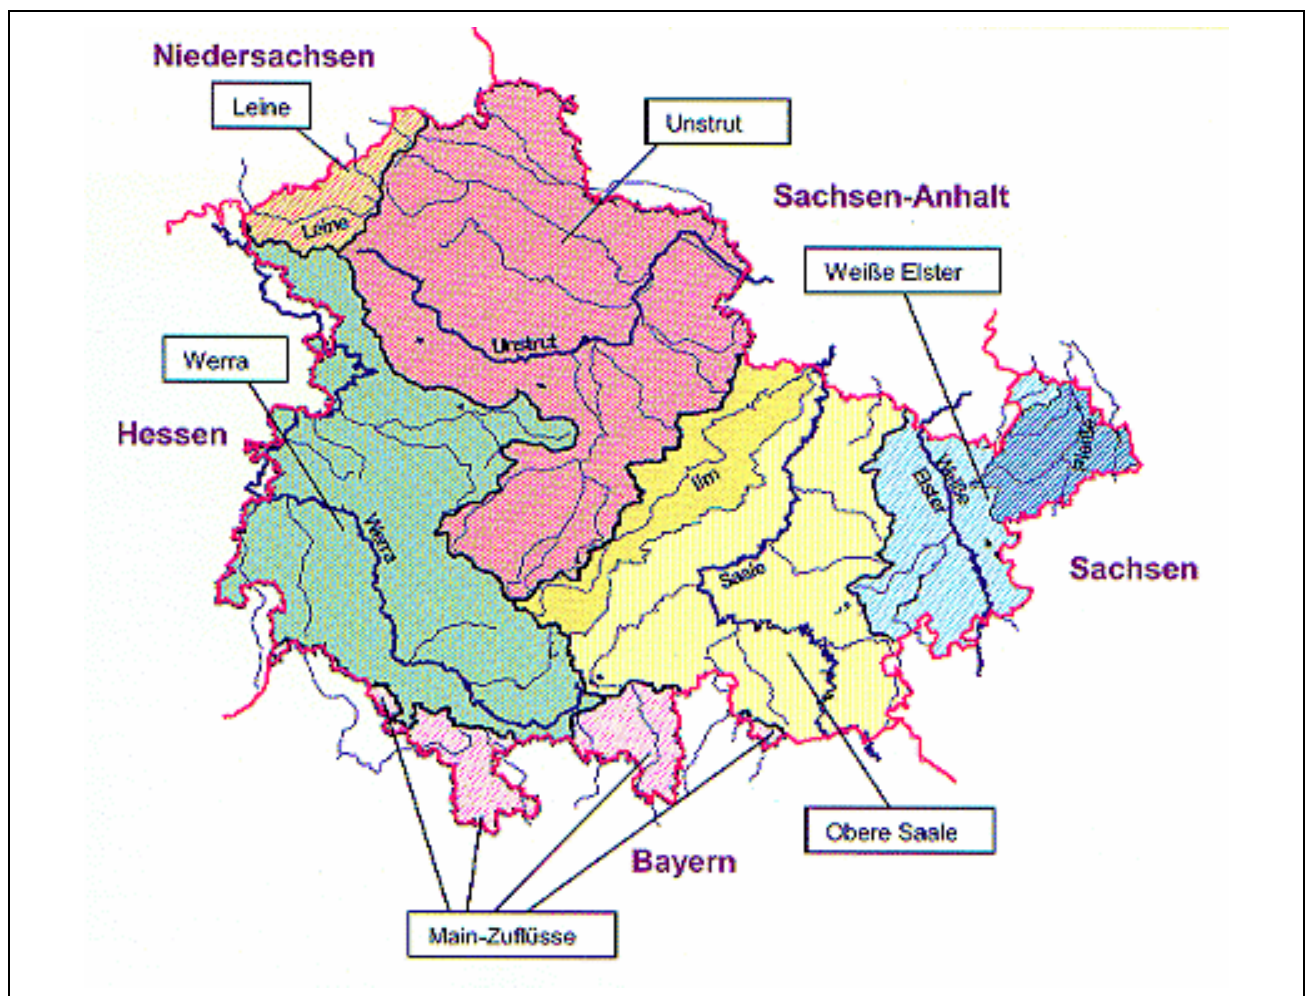 Niedersachsen
Leine
Unstrut
Sachsen-Anhalt
Leine
Weiße Elster
Unstrut
Werra
Hessen
Pleiße
Weiße
Elster
Ilm
Werra
Saale
Sachsen
Obere Saale
Bayern
Main-Zuflüsse